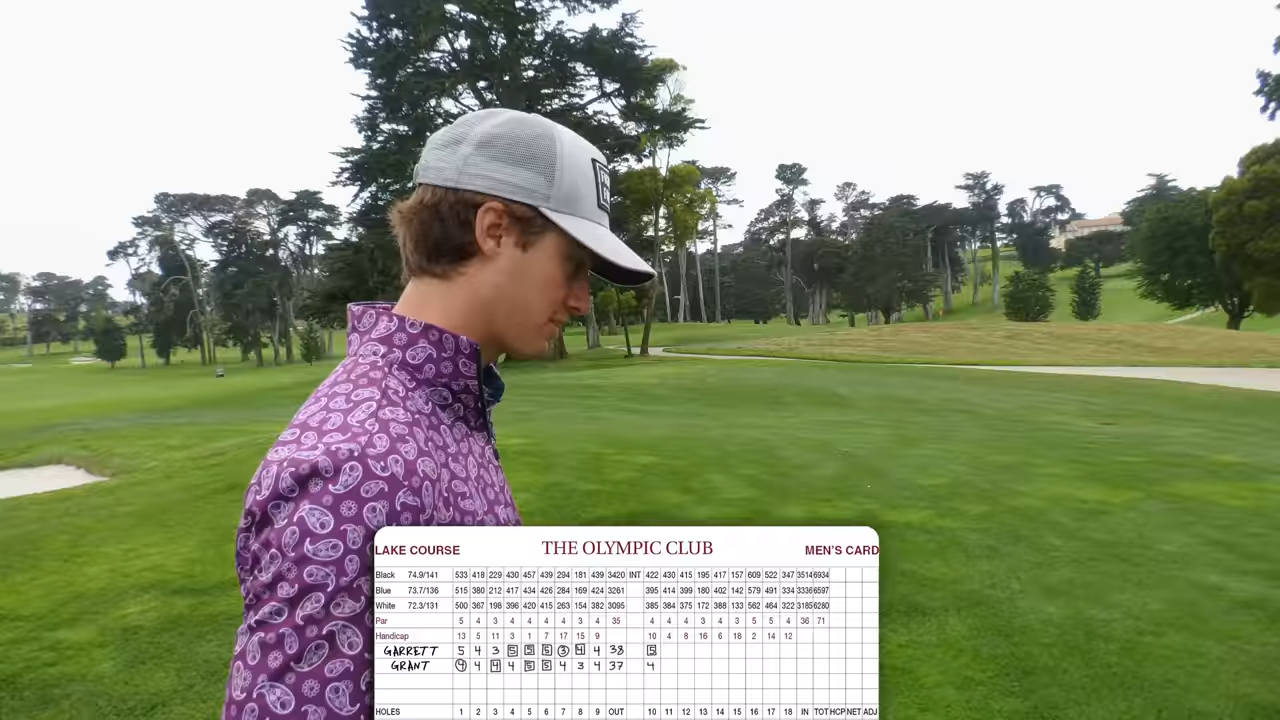 LAKE COURSE THE OLYMPIC CLUB MEN'S CARD
Black 74.9/141 533 418 229 430 457 439 294 181 439 3420 INT 422 430 415 195 417 157 609 522 347 3514 6934
Blue 73.7/136 515 380 212 417 434 426 284 169 424 3261 395 414 399 180 402 142 579 491 334 3336 6597
White 72.3/131 500 367 198 396 420 415 263 154 382 3095 385 384 375 172 388 133 562 464 322 3185 6280
Par 5 4 3 4 4 4 4 3 4 35 4 4 4 3 4 3 5 5 4 36 71
Handicap 13 5 11 3 1 7 17 15 9 10 4 8 16 6 18 2 14 12
GARRETT 5 4 3 5 5 5 3 4 4 38 5
GRANT 4 4 4 4 5 5 4 3 4 37 4
HOLES 1 2 3 4 5 6 7 8 9 OUT 10 11 12 13 14 15 16 17 18 IN TOT HCP NET ADJ